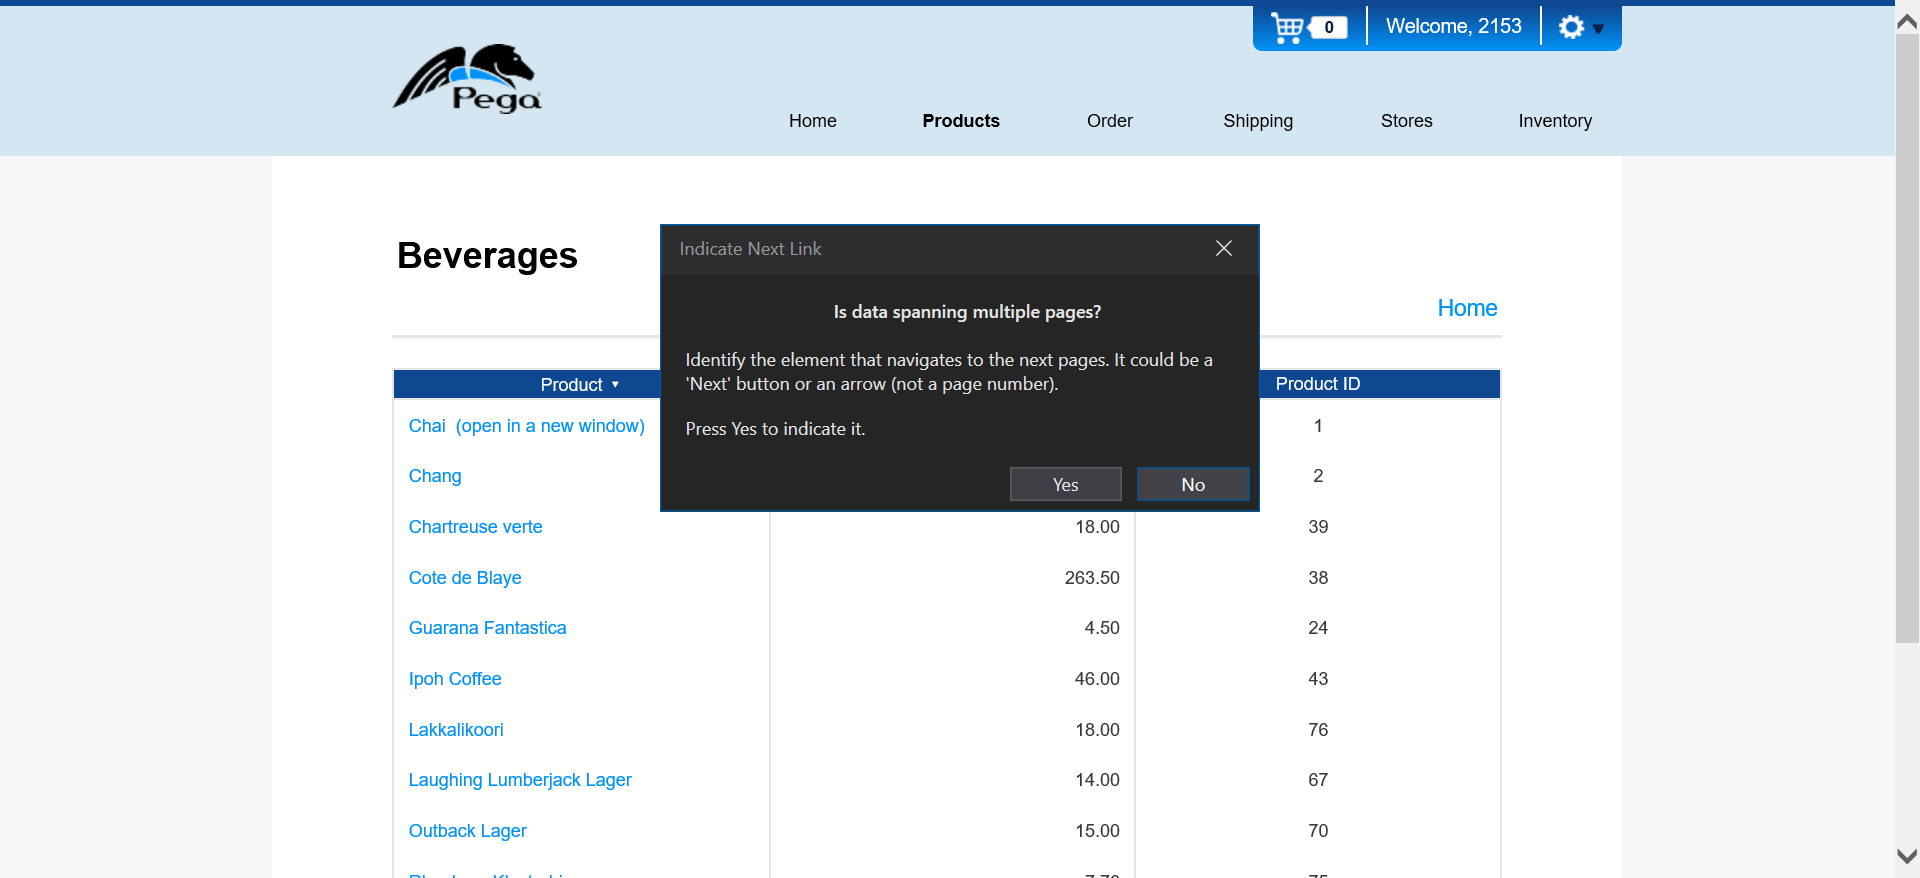 0
Welcome, 2153
Pega
Home
Products
Order
Shipping
Stores
Inventory
Beverages
Home
Indicate Next Link
Is data spanning multiple pages?
Identify the element that navigates to the next pages. It could be a
'Next' button or an arrow (not a page number).
Press Yes to indicate it.
Yes
No
Product
Product ID
Chai (open in a new window)
1
Chang
2
Chartreuse verte
18.00
39
Cote de Blaye
263.50
38
Guarana Fantastica
4.50
24
Ipoh Coffee
46.00
43
Lakkalikoori
18.00
76
Laughing Lumberjack Lager
14.00
67
Outback Lager
15.00
70